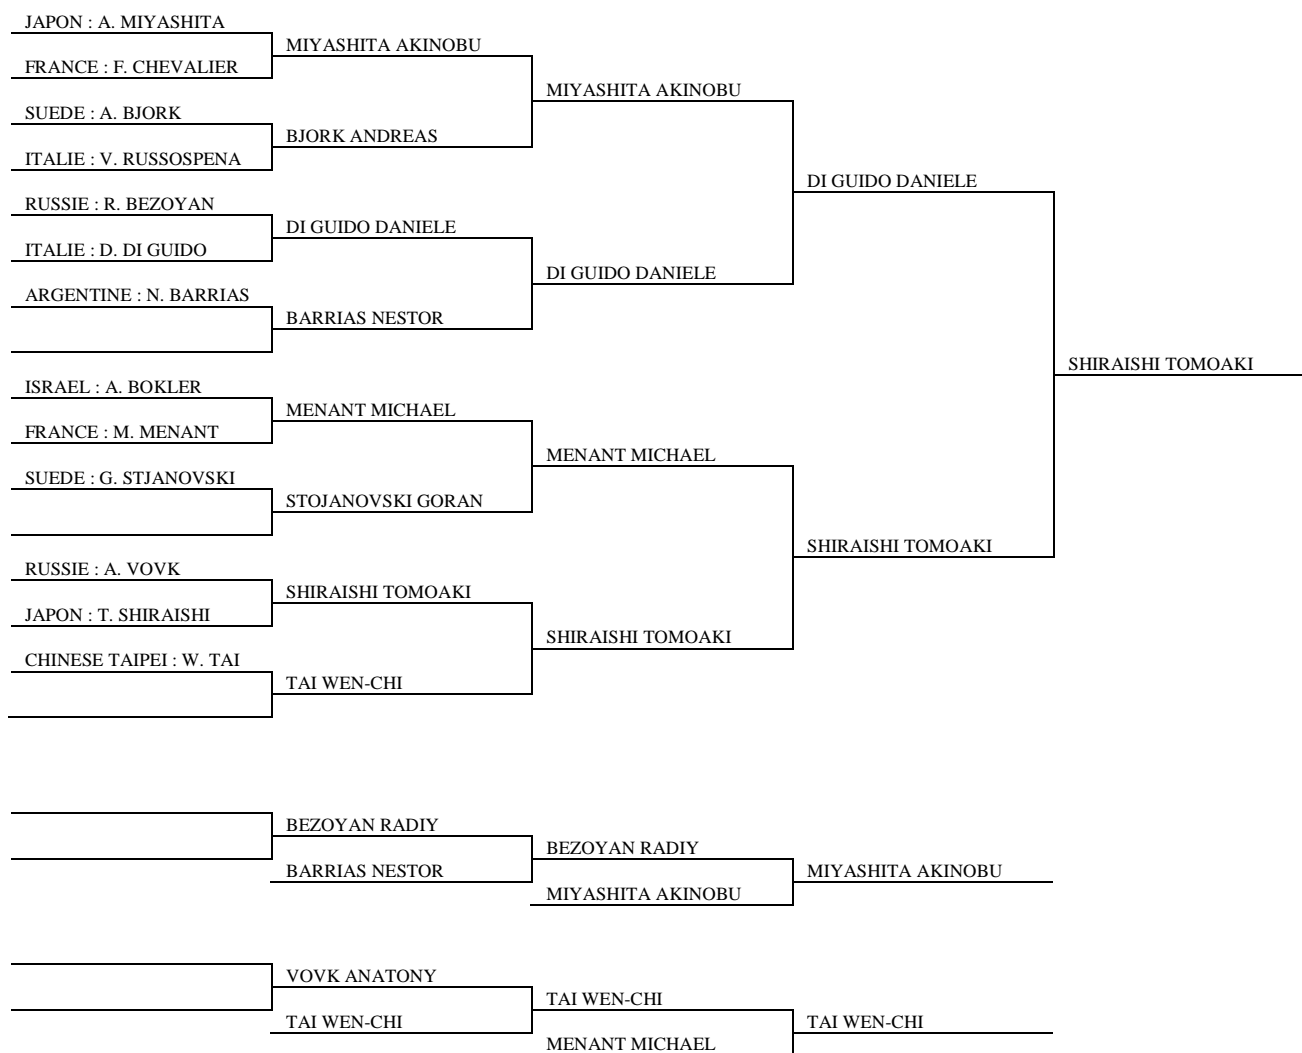 JAPON : A. MIYASHITA
MIYASHITA AKINOBU
FRANCE : F. CHEVALIER
MIYASHITA AKINOBU
SUEDE : A. BJORK
BJORK ANDREAS
ITALIE : V. RUSSOSPENA
DI GUIDO DANIELE
RUSSIE : R. BEZOYAN
DI GUIDO DANIELE
ITALIE : D. DI GUIDO
DI GUIDO DANIELE
ARGENTINE : N. BARRIAS
BARRIAS NESTOR
SHIRAISHI TOMOAKI
ISRAEL : A. BOKLER
MENANT MICHAEL
FRANCE : M. MENANT
MENANT MICHAEL
SUEDE : G. STJANOVSKI
STOJANOVSKI GORAN
SHIRAISHI TOMOAKI
RUSSIE : A. VOVK
SHIRAISHI TOMOAKI
JAPON : T. SHIRAISHI
SHIRAISHI TOMOAKI
CHINESE TAIPEI : W. TAI
TAI WEN-CHI
BEZOYAN RADIY
BEZOYAN RADIY
BARRIAS NESTOR
MIYASHITA AKINOBU
MIYASHITA AKINOBU
VOVK ANATONY
TAI WEN-CHI
TAI WEN-CHI
TAI WEN-CHI
MENANT MICHAEL